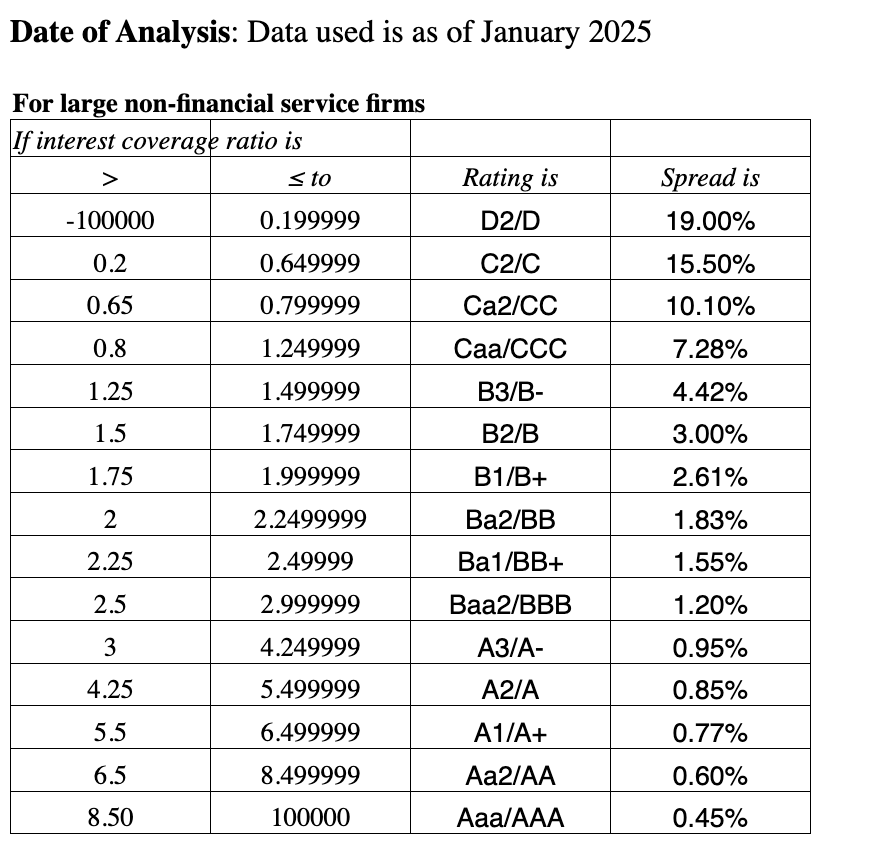 Date of Analysis: Data used is as of January 2025
For large non-financial service firms
If interest coverage ratio is
> ≤ to Rating is Spread is
-100000 0.199999 D2/D 19.00%
0.2 0.649999 C2/C 15.50%
0.65 0.799999 Ca2/CC 10.10%
0.8 1.249999 Caa/CCC 7.28%
1.25 1.499999 B3/B- 4.42%
1.5 1.749999 B2/B 3.00%
1.75 1.999999 B1/B+ 2.61%
2 2.2499999 Ba2/BB 1.83%
2.25 2.49999 Ba1/BB+ 1.55%
2.5 2.999999 Baa2/BBB 1.20%
3 4.249999 A3/A- 0.95%
4.25 5.499999 A2/A 0.85%
5.5 6.499999 A1/A+ 0.77%
6.5 8.499999 Aa2/AA 0.60%
8.50 100000 Aaa/AAA 0.45%